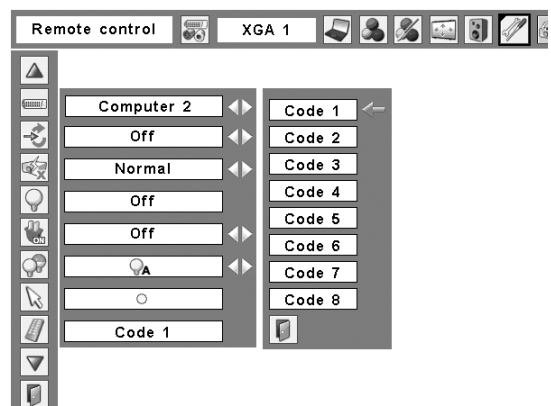 Remote control XGA 1
Computer 2
Off
Normal
Off
Off
A
Code 1
Code 1
Code 2
Code 3
Code 4
Code 5
Code 6
Code 7
Code 8
ON